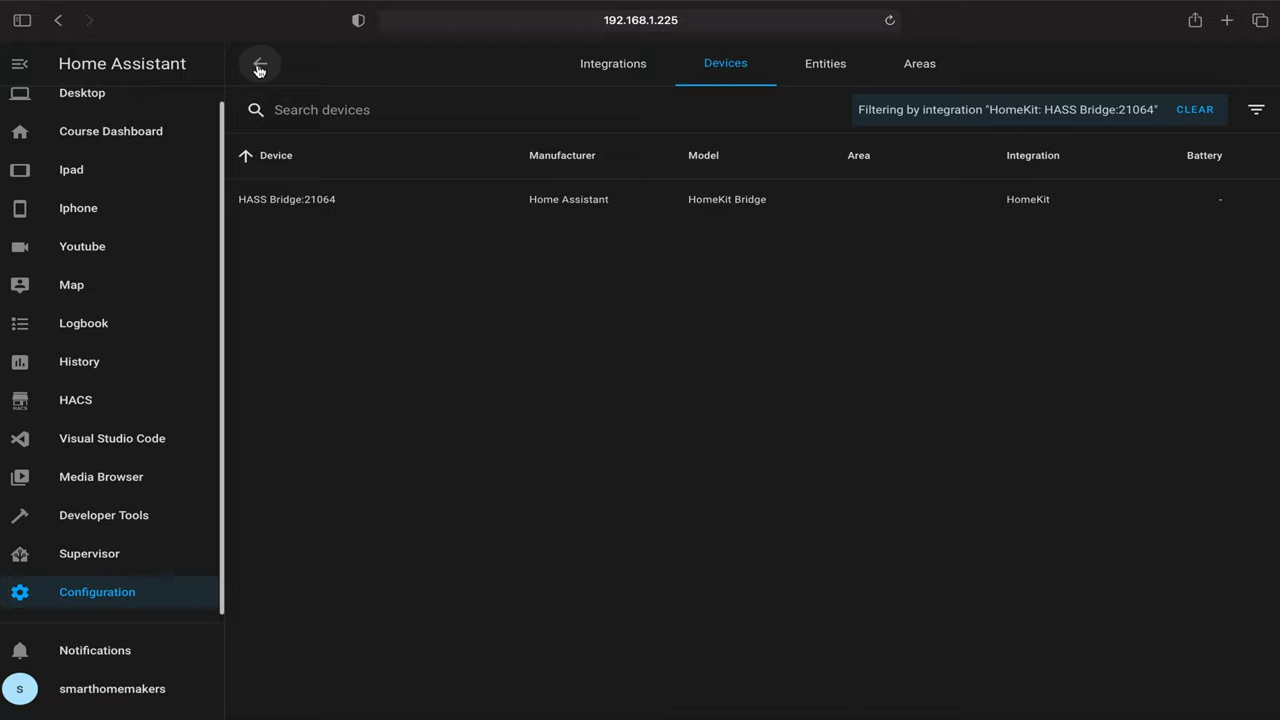 192.168.1.225
Home Assistant
Integrations
Devices
Entities
Areas
Desktop
Course Dashboard
Ipad
Iphone
Youtube
Map
Logbook
History
HACS
HACS
Visual Studio Code
Media Browser
Developer Tools
Supervisor
Configuration
Notifications
s
smarthomemakers
Search devices
Filtering by integration "HomeKit: HASS Bridge:21064"
CLEAR
Device Manufacturer Model Area Integration Battery
HASS Bridge:21064 Home Assistant HomeKit Bridge HomeKit -